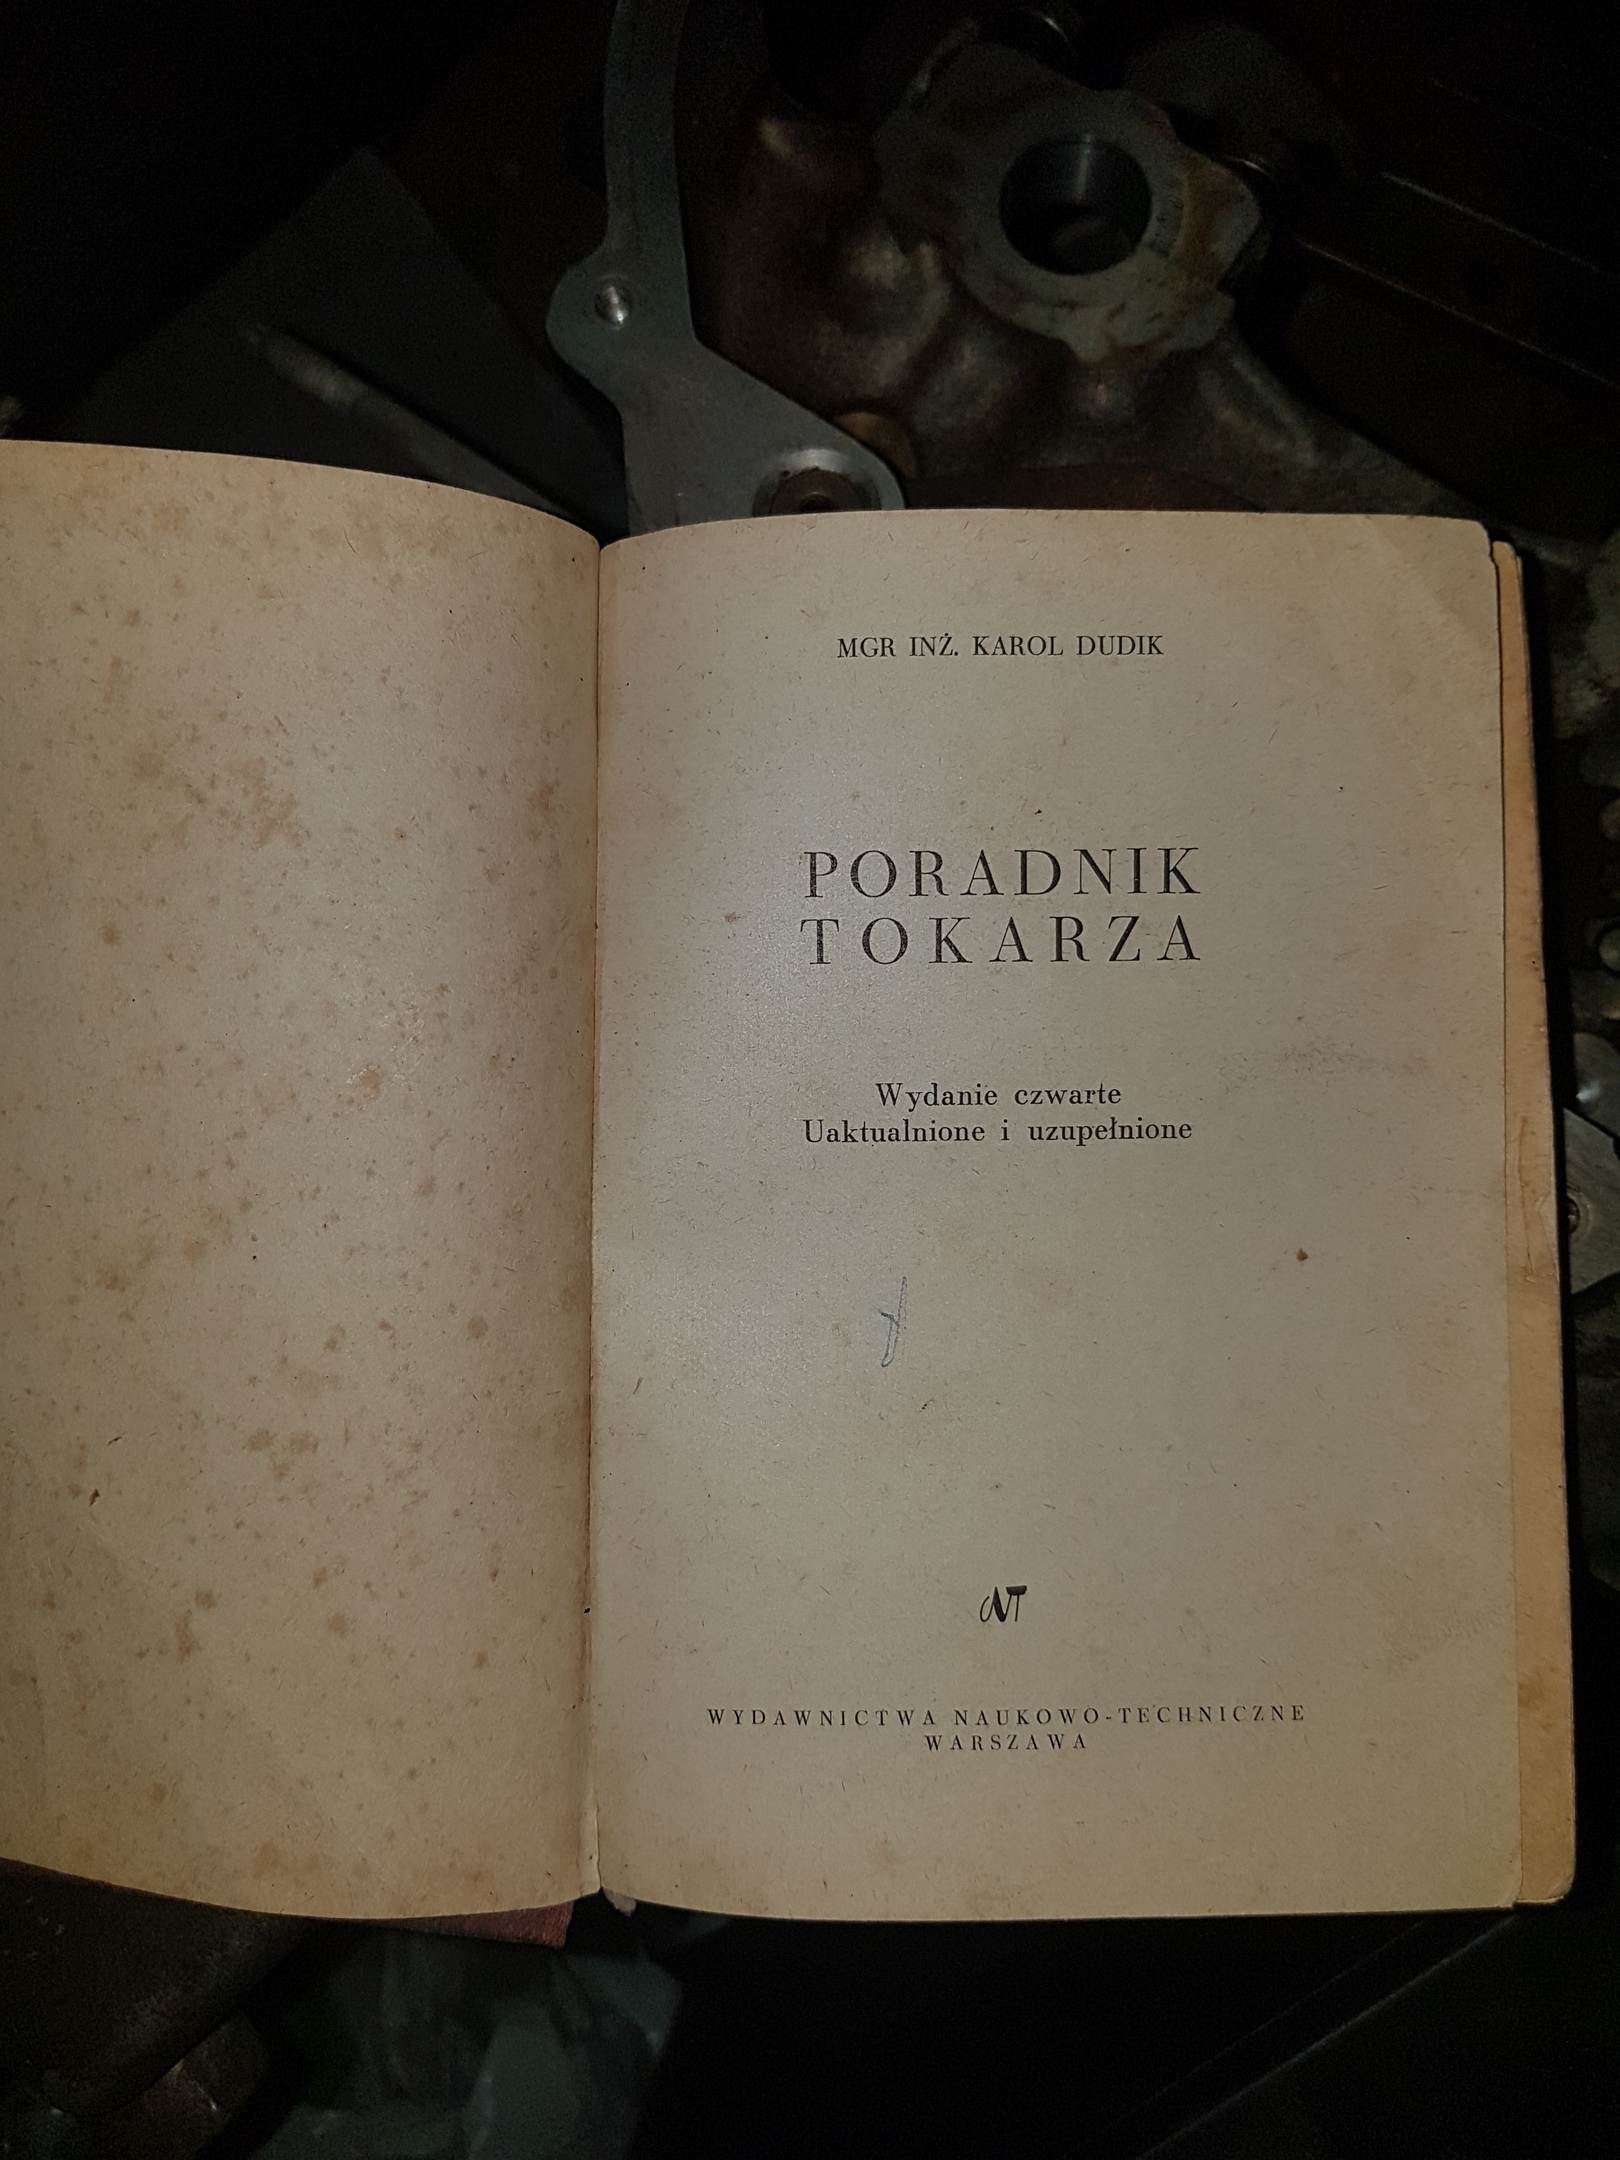 MGR INŻ. KAROL DUDIK
PORADNIK
TOKARZA
Wydanie czwarte
Uaktualnione i uzupełnione
WNT
WYDAWNICTWA NAUKOWO-TECHNICZNE
WARSZAWA